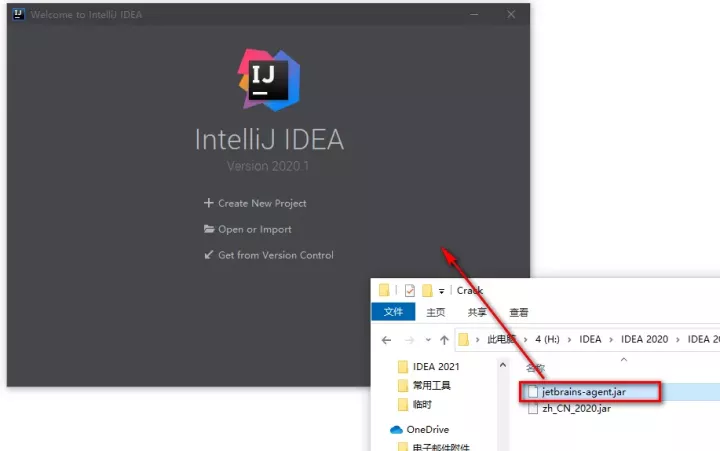 Welcome to IntelliJ IDEA
IJ
IntelliJ IDEA
Version 2020.1
Create New Project
Open or Import
Get from Version Control
Crack
文件 主页 共享 查看
此电脑 › 4 (H:) › IDEA › IDEA 2020 › IDEA 20
IDEA 2021
常用工具
临时
OneDrive
电子邮件附件
名称
jetbrains-agent.jar
zh_CN_2020.jar